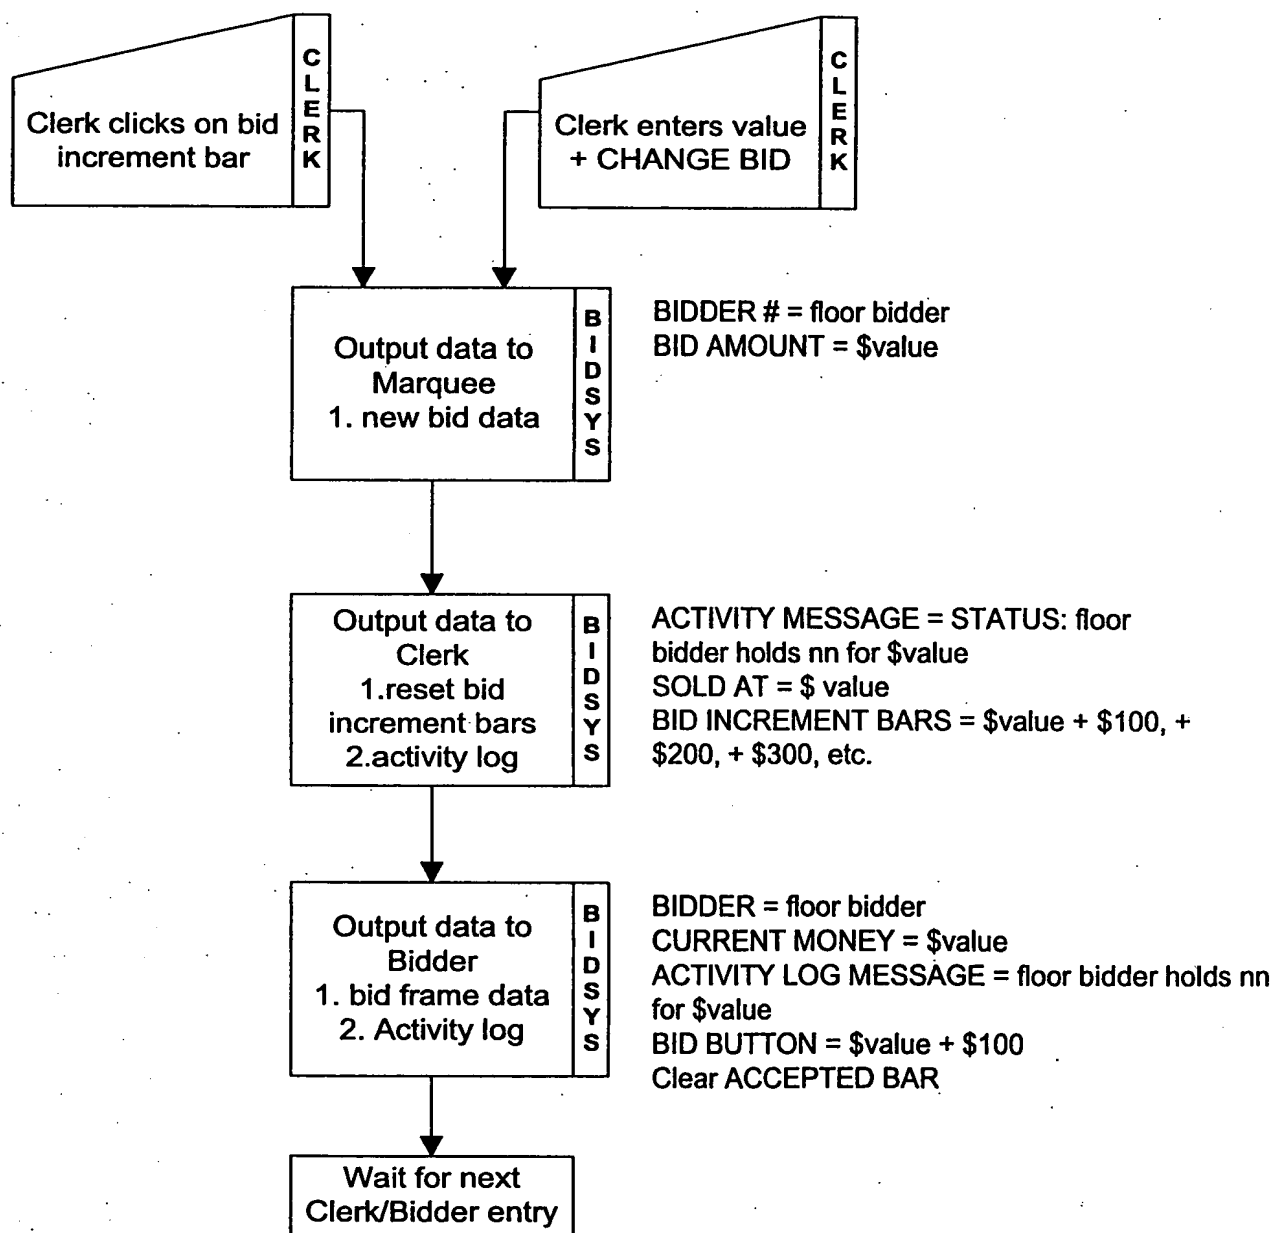 Clerk clicks on bid
increment bar
CLERK
Clerk enters value
+ CHANGE BID
CLERK
Output data to
Marquee
1. new bid data
BIDSYS
BIDDER # = floor bidder
BID AMOUNT = $value
Output data to
Clerk
1.reset bid
increment bars
2.activity log
BIDSYS
ACTIVITY MESSAGE = STATUS: floor
bidder holds nn for $value
SOLD AT = $ value
BID INCREMENT BARS = $value + $100, +
$200, + $300, etc.
Output data to
Bidder
1. bid frame data
2. Activity log
BIDSYS
BIDDER = floor bidder
CURRENT MONEY = $value
ACTIVITY LOG MESSAGE = floor bidder holds nn
for $value
BID BUTTON = $value + $100
Clear ACCEPTED BAR
Wait for next
Clerk/Bidder entry